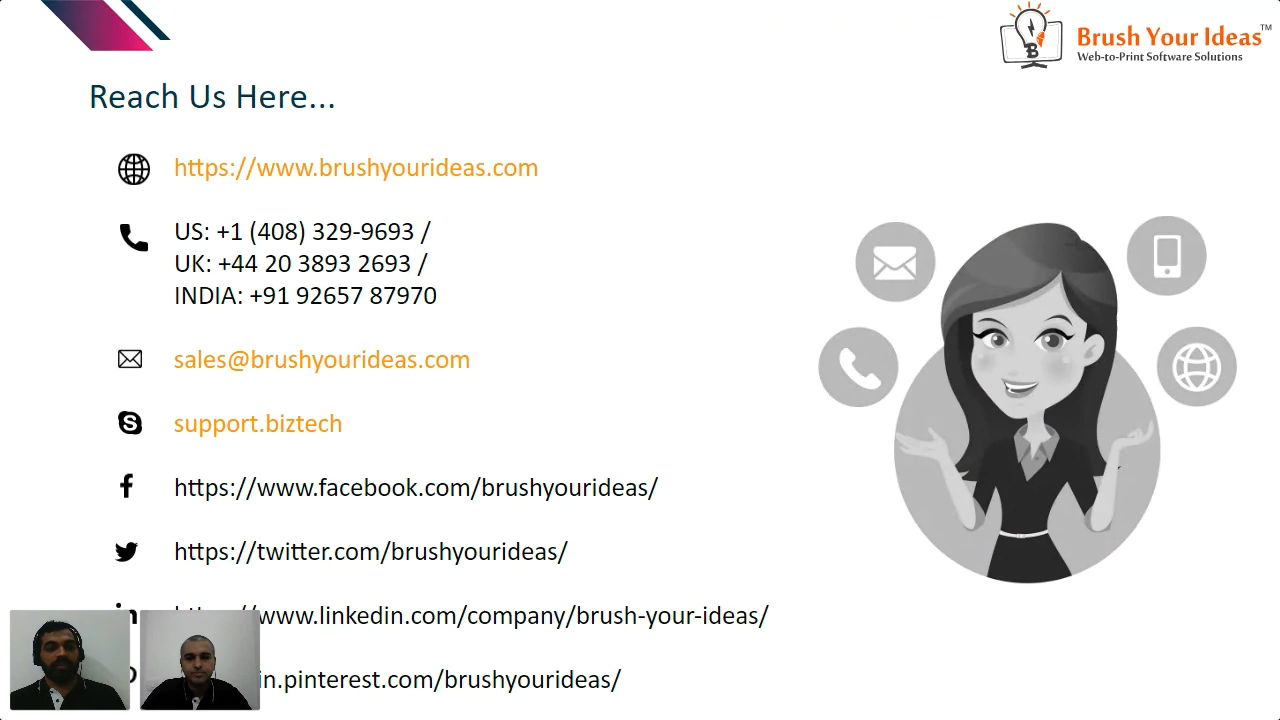 Brush Your Ideas™
Web-to-Print Software Solutions
Reach Us Here...
https://www.brushyourideas.com
US: +1 (408) 329-9693 /
UK: +44 20 3893 2693 /
INDIA: +91 92657 87970
sales@brushyourideas.com
support.biztech
https://www.facebook.com/brushyourideas/
https://twitter.com/brushyourideas/
www.linkedin.com/company/brush-your-ideas/
in.pinterest.com/brushyourideas/